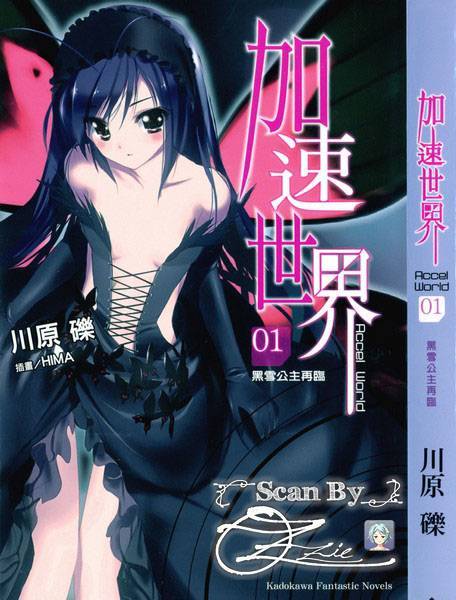 加速世界
Accel World
01
黑雪公主再臨
川原 礫
插畫/HIMA
Scan By
Ozzie
Kadokawa Fantastic Novels
加速世界
Accel
World
01
黑雪公主再臨
川原 礫